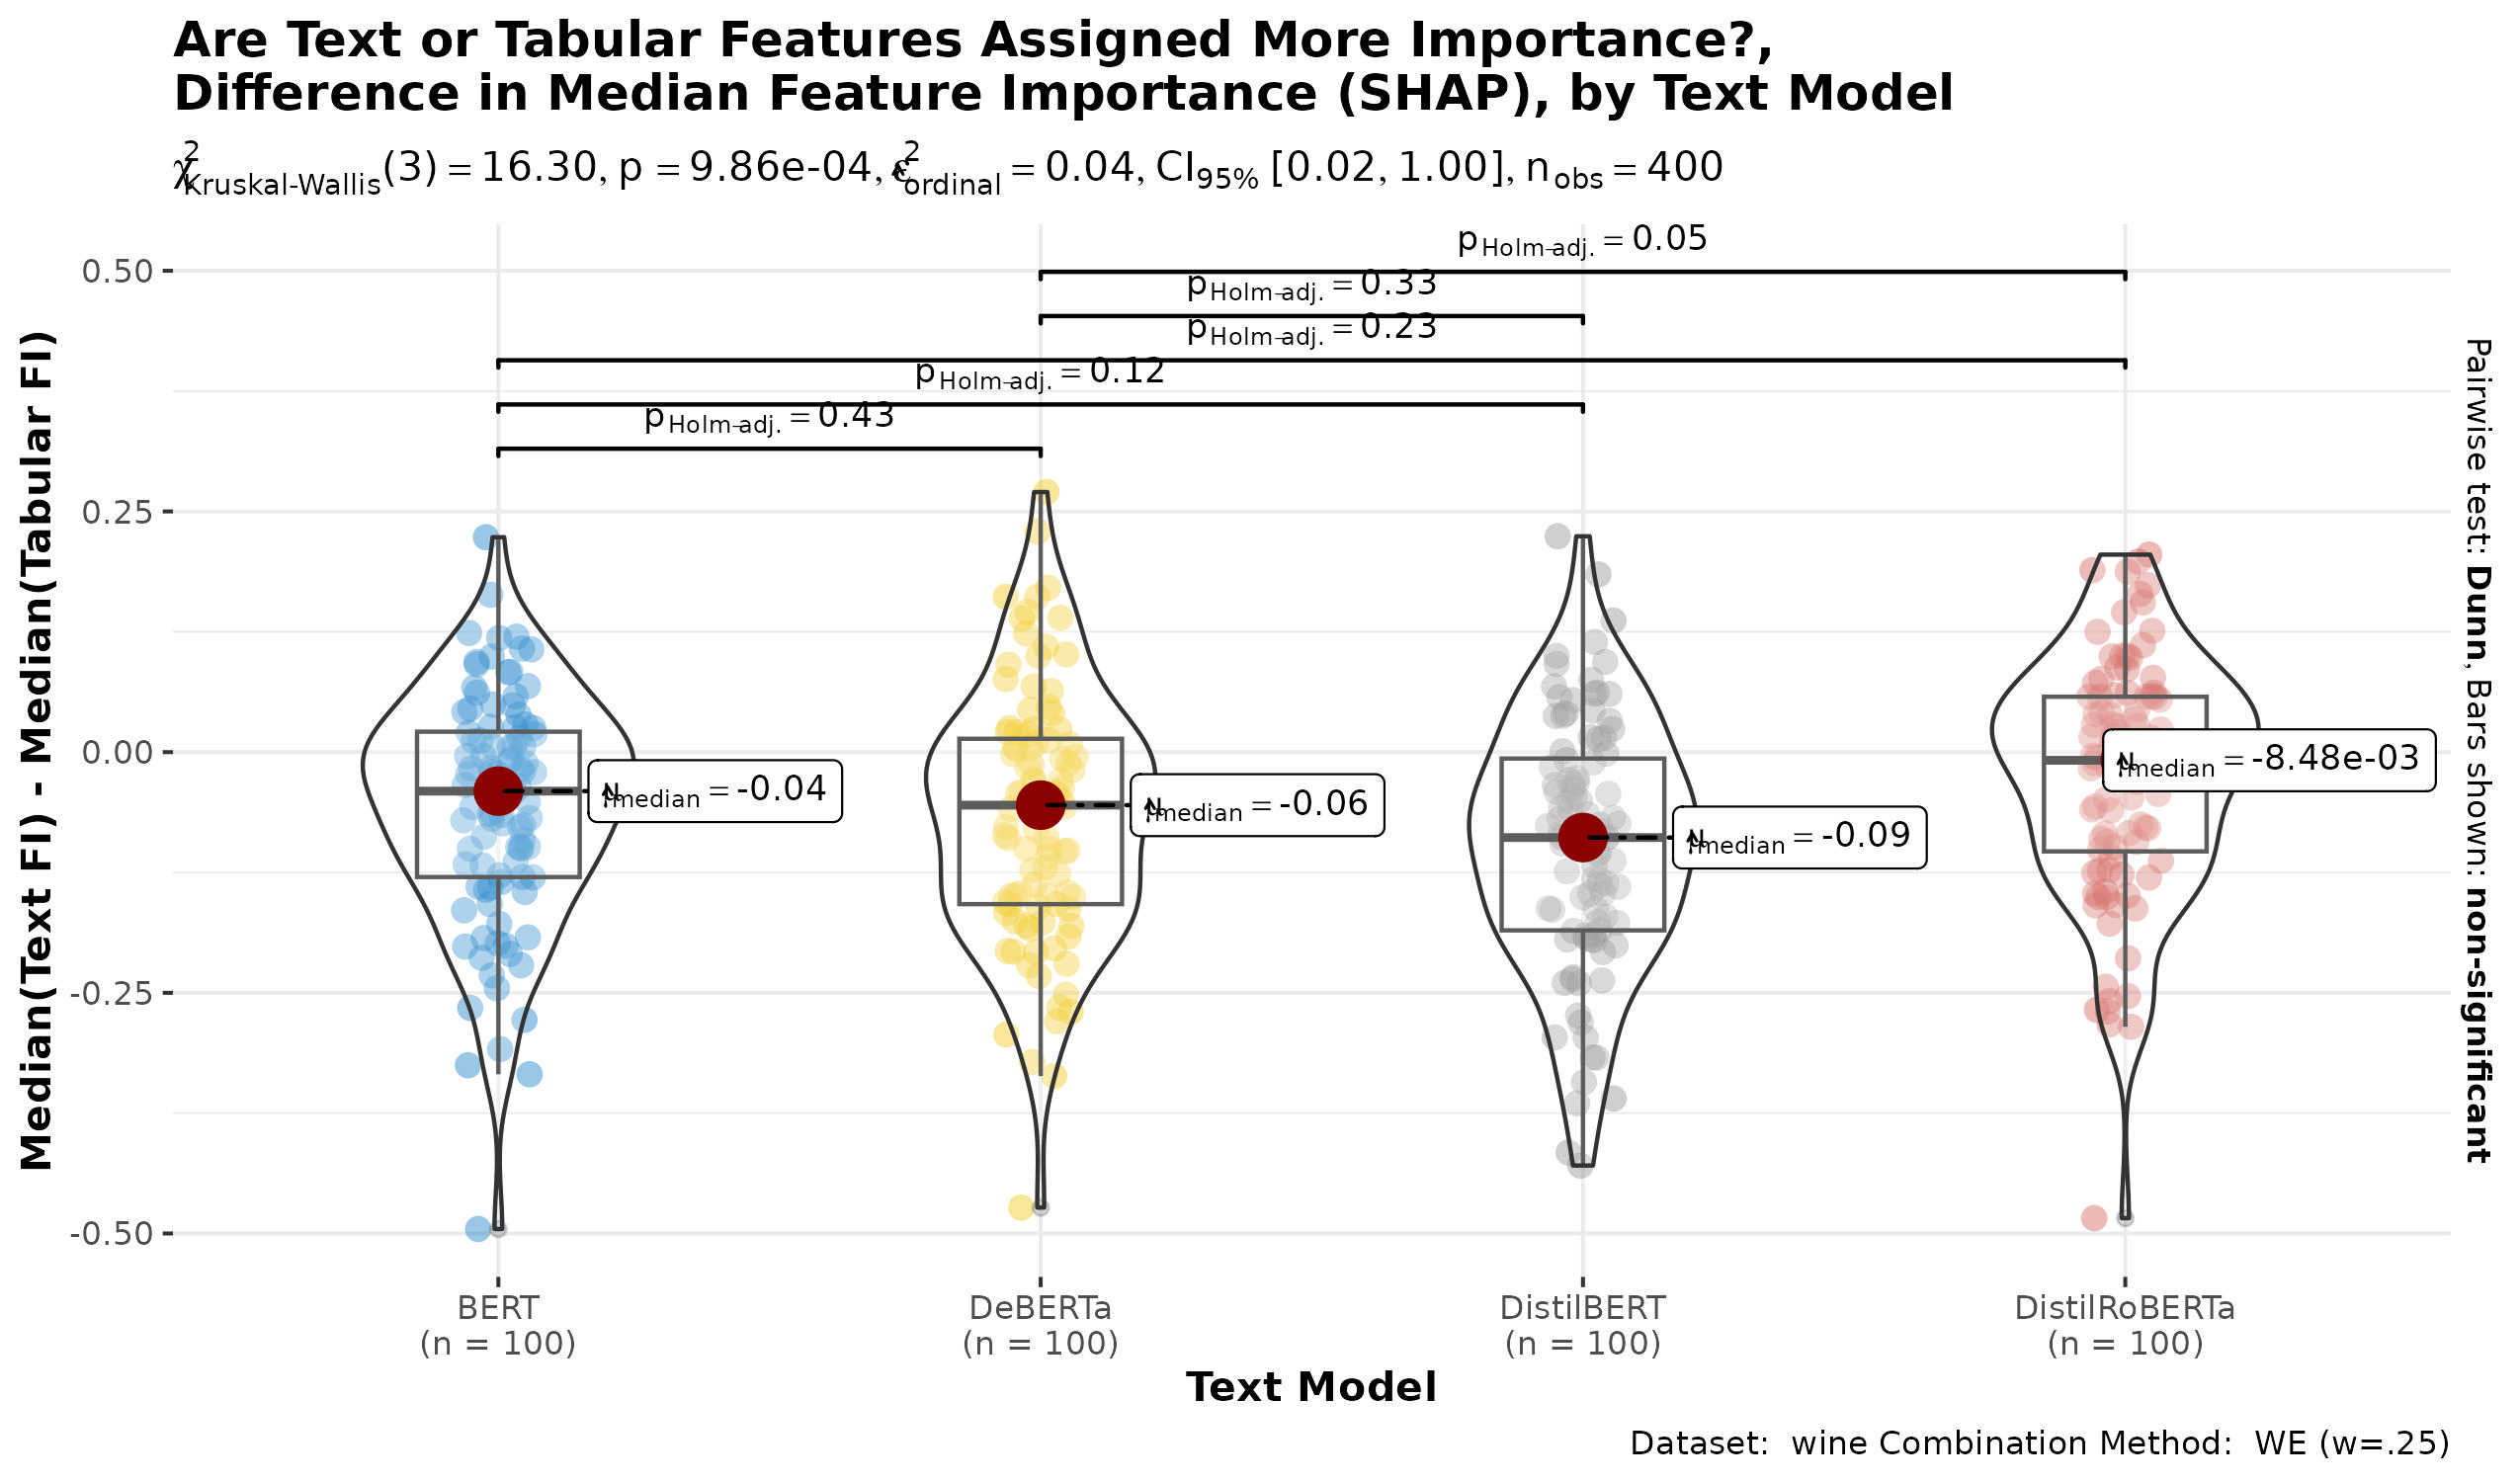 Are Text or Tabular Features Assigned More Importance?,
Difference in Median Feature Importance (SHAP), by Text Model
χ²Kruskal-Wallis(3) = 16.30, p = 9.86e-04, ε̂²ordinal = 0.04, CI95% [0.02, 1.00], nobs = 400
pHolm-adj. = 0.05
pHolm-adj. = 0.33
pHolm-adj. = 0.23
pHolm-adj. = 0.12
pHolm-adj. = 0.43
0.50
0.25
0.00
-0.25
-0.50
Median(Text FI) - Median(Tabular FI)
μ̂median = -0.04
μ̂median = -0.06
μ̂median = -0.09
μ̂median = -8.48e-03
Pairwise test: Dunn, Bars shown: non-significant
BERT
(n = 100)
DeBERTa
(n = 100)
DistilBERT
(n = 100)
DistilRoBERTa
(n = 100)
Text Model
Dataset:  wine Combination Method:  WE (w=.25)